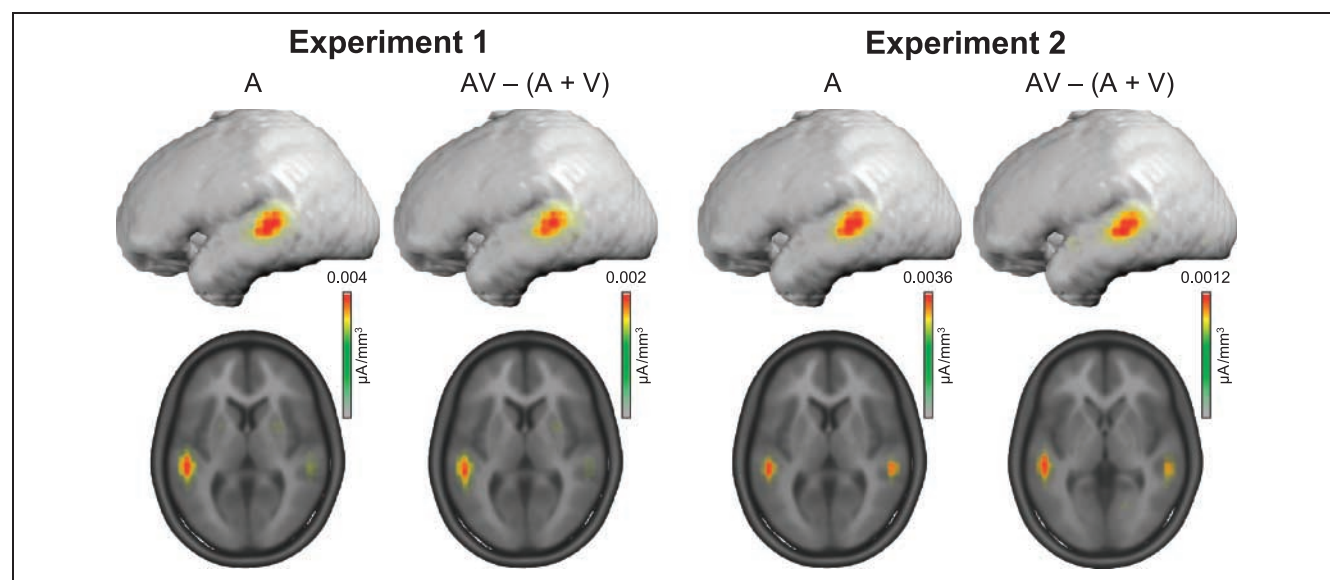 Experiment 1 Experiment 2
A AV – (A + V) A AV – (A + V)
0.004 0.002 0.0036 0.0012
µA/mm³ µA/mm³ µA/mm³ µA/mm³